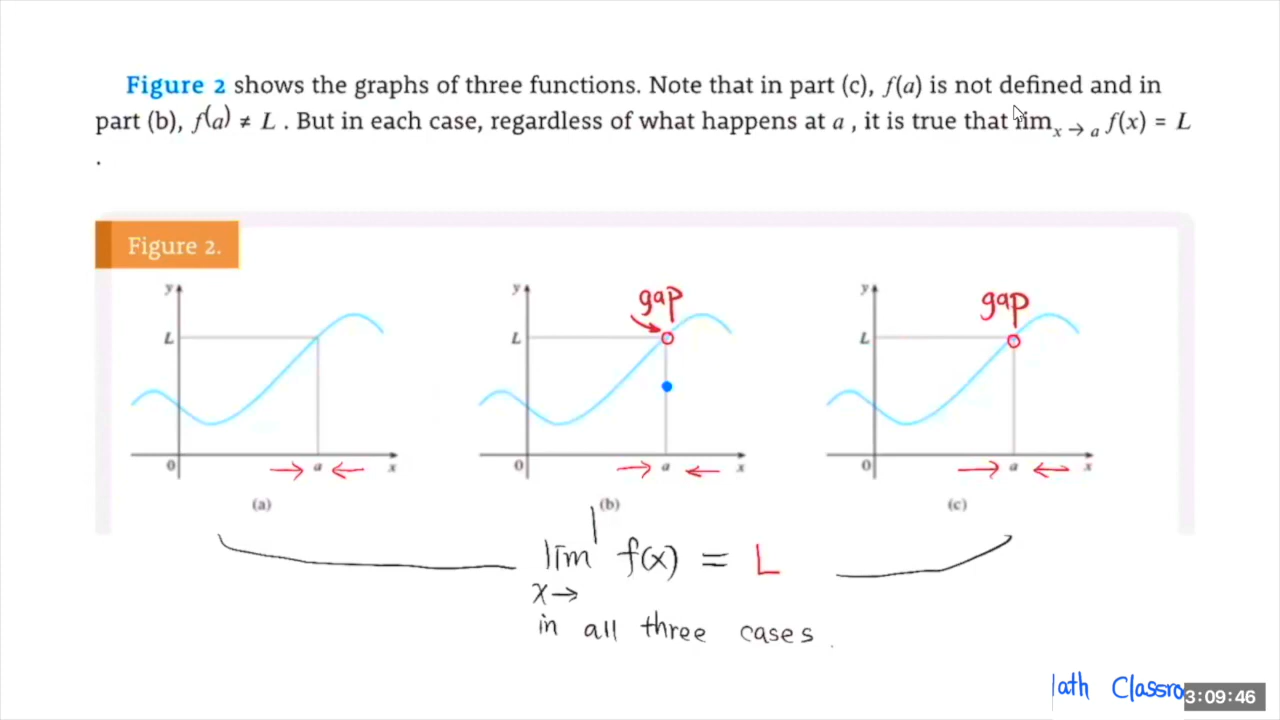 Figure 2 shows the graphs of three functions. Note that in part (c), f(a) is not defined and in
part (b), f(a) ≠ L . But in each case, regardless of what happens at a , it is true that lim x → a f(x) = L
.
Figure 2.
y gap y gap y
L L L
0 a x 0 a x 0 a x
→ ← → ← → ←
(a) (b) (c)
lim f(x) = L
x→
in all three cases.
Math Classro
3:09:46